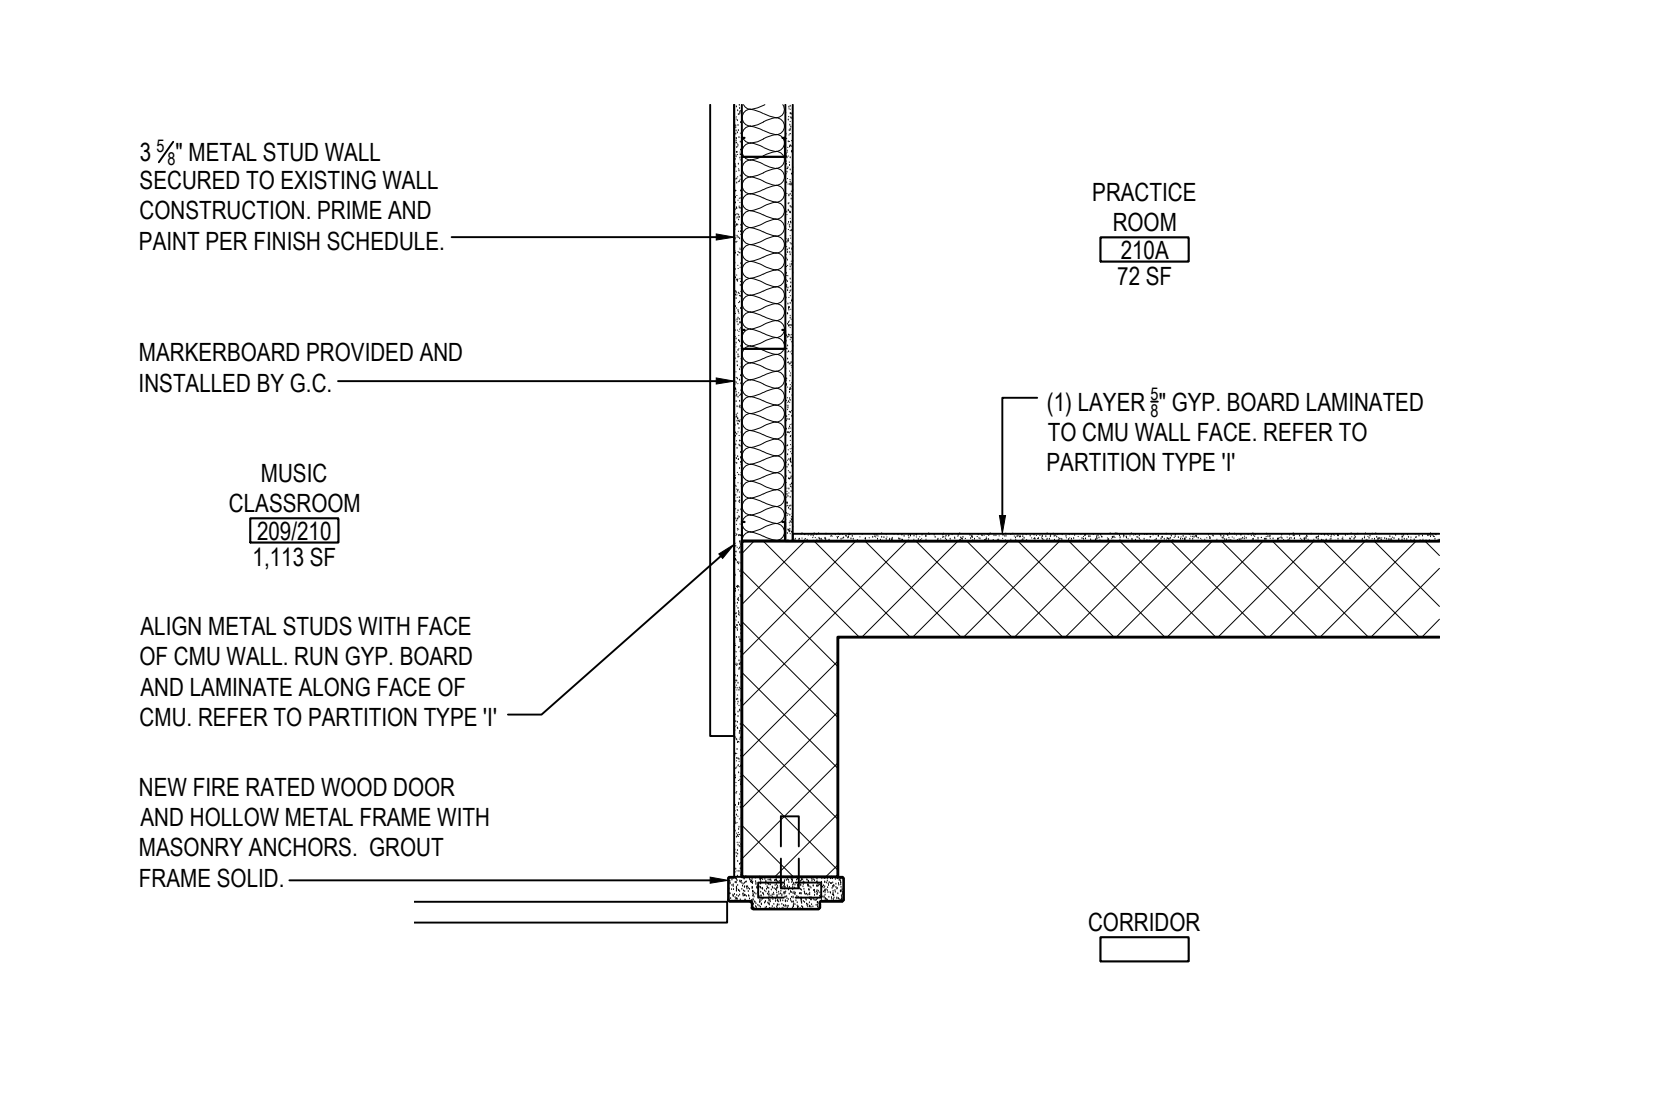 3 5/8" METAL STUD WALL
SECURED TO EXISTING WALL
CONSTRUCTION. PRIME AND
PAINT PER FINISH SCHEDULE.
MARKERBOARD PROVIDED AND
INSTALLED BY G.C.
MUSIC
CLASSROOM
209/210
1,113 SF
ALIGN METAL STUDS WITH FACE
OF CMU WALL. RUN GYP. BOARD
AND LAMINATE ALONG FACE OF
CMU. REFER TO PARTITION TYPE 'I'
NEW FIRE RATED WOOD DOOR
AND HOLLOW METAL FRAME WITH
MASONRY ANCHORS.  GROUT
FRAME SOLID.
PRACTICE
ROOM
210A
72 SF
(1) LAYER 5/8" GYP. BOARD LAMINATED
TO CMU WALL FACE. REFER TO
PARTITION TYPE 'I'
CORRIDOR